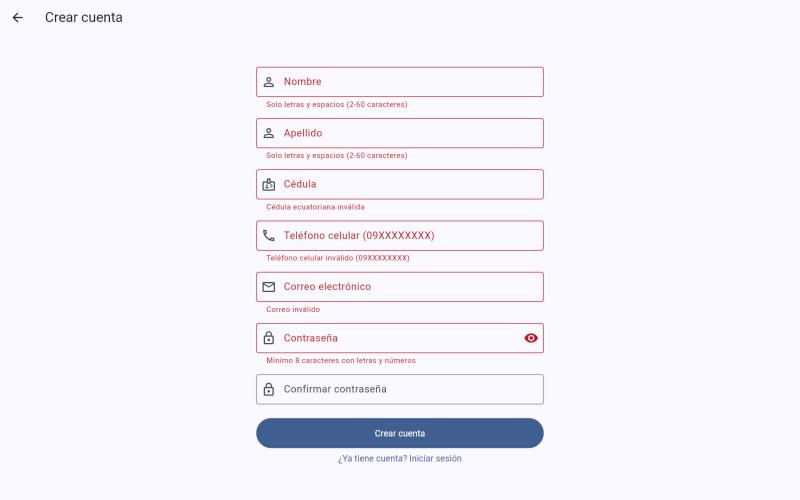 Crear cuenta
Nombre
Solo letras y espacios (2-60 caracteres)
Apellido
Solo letras y espacios (2-60 caracteres)
Cédula
Cédula ecuatoriana inválida
Teléfono celular (09XXXXXXXX)
Teléfono celular inválido (09XXXXXXXX)
Correo electrónico
Correo inválido
Contraseña
Mínimo 8 caracteres con letras y números
Confirmar contraseña
Crear cuenta
¿Ya tiene cuenta? Iniciar sesión